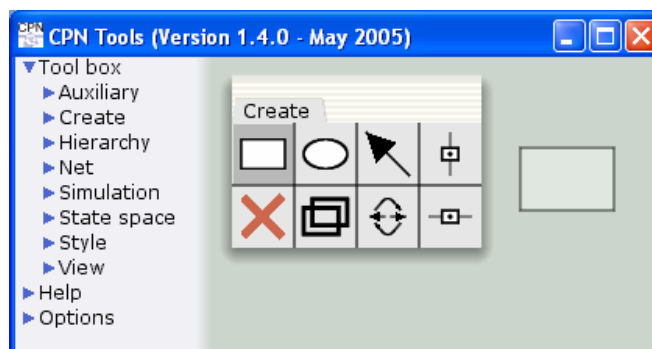 CPN
CPN Tools (Version 1.4.0 - May 2005)
Tool box
Auxiliary
Create
Hierarchy
Net
Simulation
State space
Style
View
Help
Options
Create